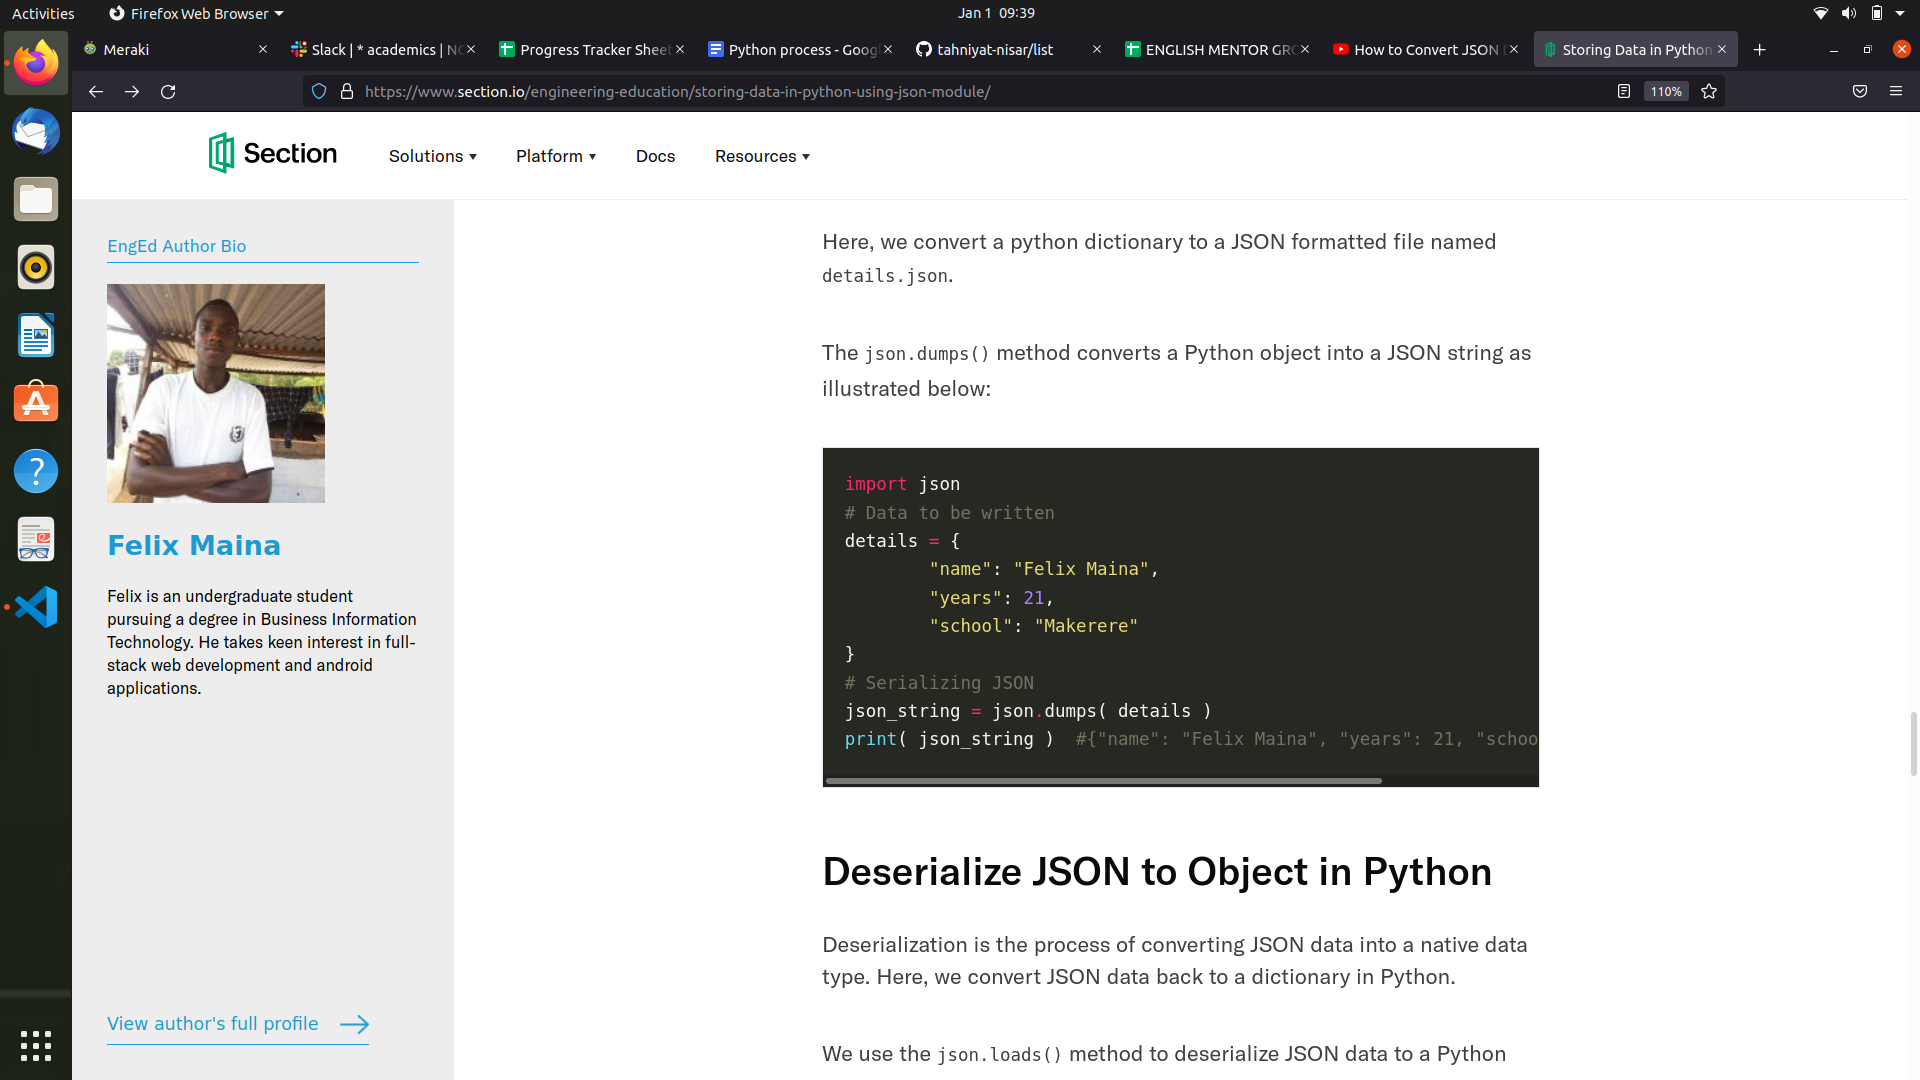 Activities
Firefox Web Browser
Jan 1 09:39
Meraki
Slack | * academics | NG
Progress Tracker Sheet
Python process - Goog
tahniyat-nisar/list
ENGLISH MENTOR GR
How to Convert JSON
Storing Data in Python
https://www.section.io/engineering-education/storing-data-in-python-using-json-module/
110%
Section
Solutions
Platform
Docs
Resources
EngEd Author Bio
Felix Maina
Felix is an undergraduate student
pursuing a degree in Business Information
Technology. He takes keen interest in full-
stack web development and android
applications.
View author's full profile
Here, we convert a python dictionary to a JSON formatted file named
details.json.
The json.dumps() method converts a Python object into a JSON string as
illustrated below:
import json
# Data to be written
details = {
"name": "Felix Maina",
"years": 21,
"school": "Makerere"
}
# Serializing JSON
json_string = json.dumps( details )
print( json_string )  #{"name": "Felix Maina", "years": 21, "schoo
Deserialize JSON to Object in Python
Deserialization is the process of converting JSON data into a native data
type. Here, we convert JSON data back to a dictionary in Python.
We use the json.loads() method to deserialize JSON data to a Python